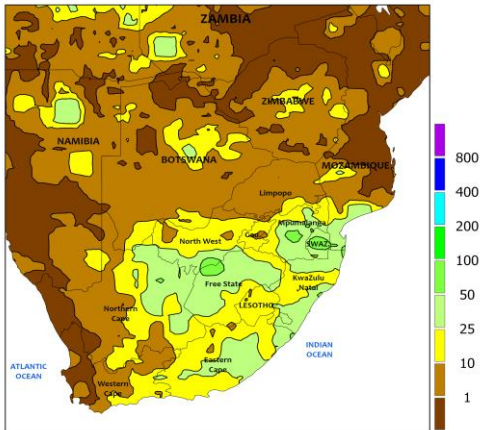 ZAMBIA
ZIMBABWE
NAMIBIA
BOTSWANA
MOZAMBIQUE
Limpopo
Mpumalanga
North West
Gau
SWAZ.
KwaZulu
Natal
Free State
LESOTHO
Northern
Cape
INDIAN
OCEAN
ATLANTIC
OCEAN
Eastern
Cape
Western
Cape
800
400
200
100
50
25
10
1